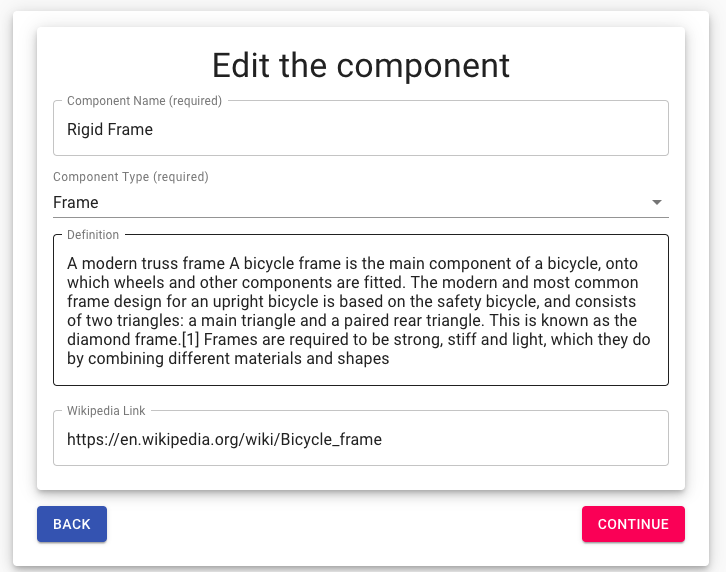 Edit the component
Component Name (required)
Rigid Frame
Component Type (required)
Frame
Definition
A modern truss frame A bicycle frame is the main component of a bicycle, onto
which wheels and other components are fitted. The modern and most common
frame design for an upright bicycle is based on the safety bicycle, and consists
of two triangles: a main triangle and a paired rear triangle. This is known as the
diamond frame.[1] Frames are required to be strong, stiff and light, which they do
by combining different materials and shapes
Wikipedia Link
https://en.wikipedia.org/wiki/Bicycle_frame
BACK
CONTINUE